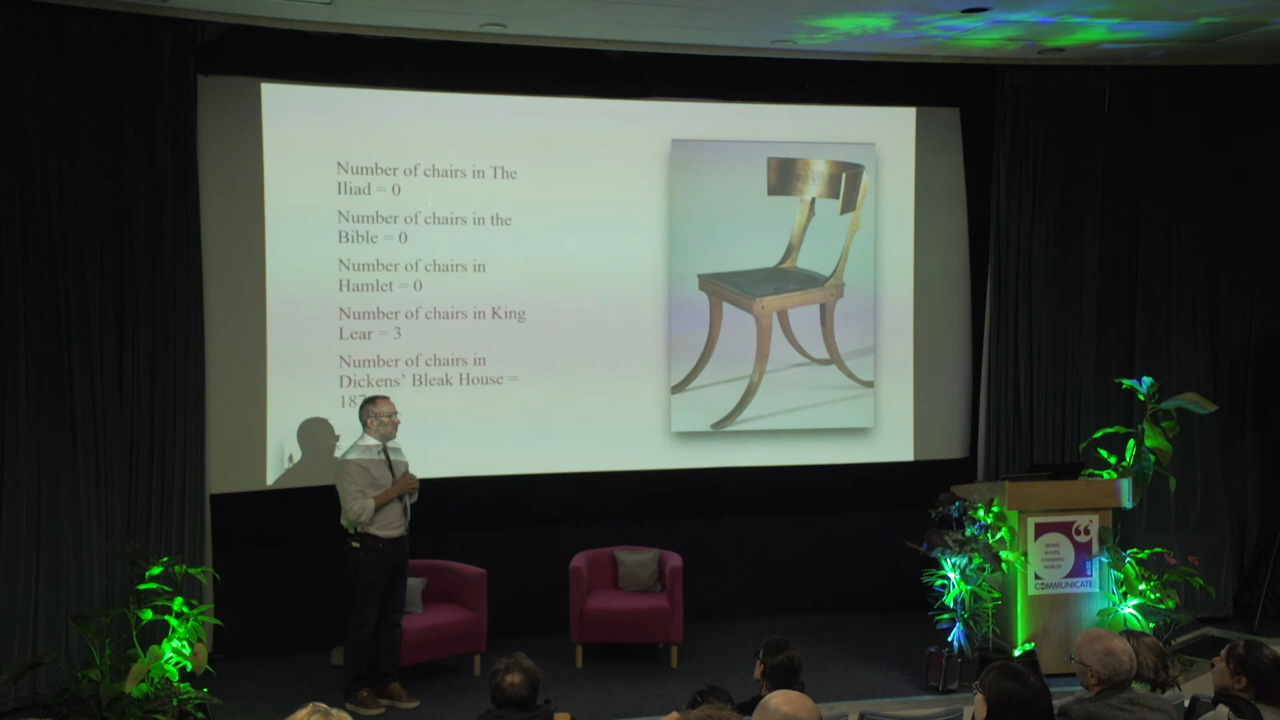 Number of chairs in The
Iliad = 0
Number of chairs in the
Bible = 0
Number of chairs in
Hamlet = 0
Number of chairs in King
Lear = 3
Number of chairs in
Dickens' Bleak House =
187
COMMUNICATE